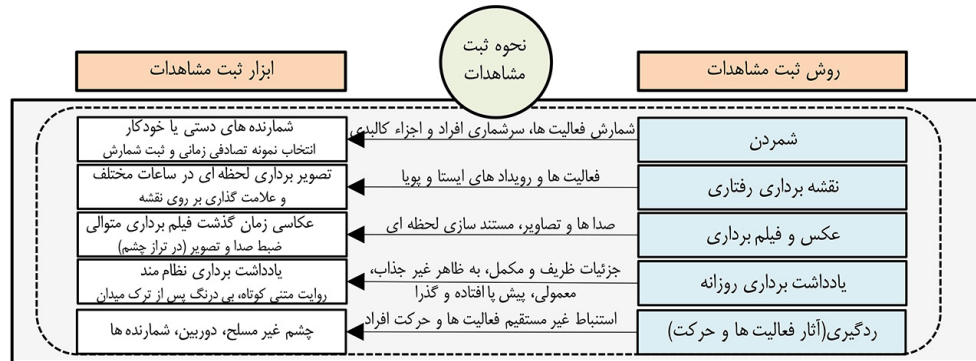 نحوه ثبت
مشاهدات
روش ثبت مشاهدات
ابزار ثبت مشاهدات
شمردن
شمارش فعالیت ها، سرشماری افراد و اجزاء کالبدی
شمارنده های دستی یا خودکار
انتخاب نمونه تصادفی زمانی و ثبت شمارش
نقشه برداری رفتاری
فعالیت ها و رویداد های ایستا و پویا
تصویر برداری لحظه ای در ساعات مختلف
و علامت گذاری بر روی نقشه
عکس و فیلم برداری
صدا ها و تصاویر، مستند سازی لحظه ای
عکاسی زمان گذشت فیلم برداری متوالی
ضبط صدا و تصویر (در تراز چشم)
یادداشت برداری روزانه
جزئیات ظریف و مکمل، به ظاهر غیر جذاب،
معمولی، پیش پا افتاده و گذرا
یادداشت برداری نظام مند
روایت متنی کوتاه، بی درنگ پس از ترک میدان
ردگیری(آثار فعالیت ها و حرکت)
استنباط غیر مستقیم فعالیت ها و حرکت افراد
چشم غیر مسلح، دوربین، شمارنده ها